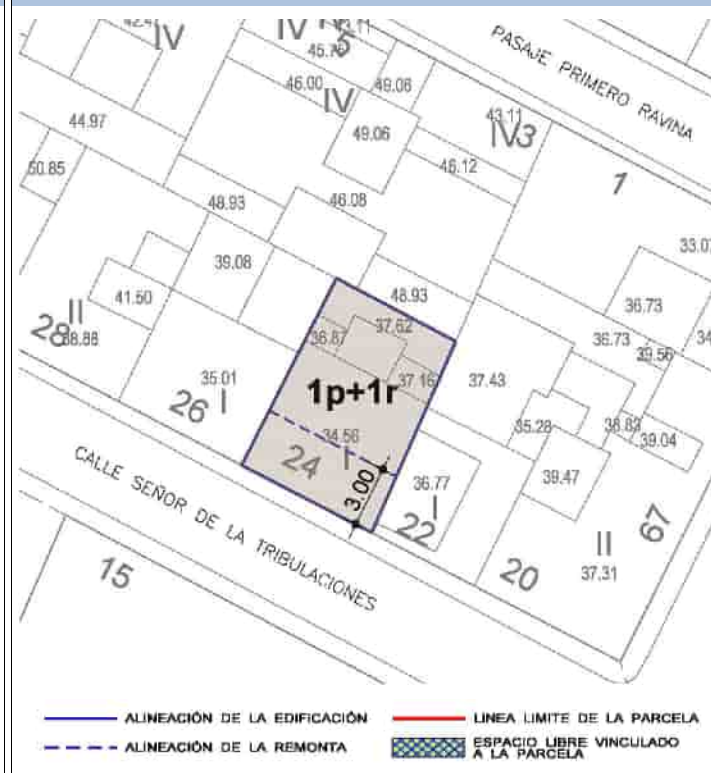 IV
IV
43.11
5
45.75
PASAJE PRIMERO RAVINA
46.00
49.08
IV
43.11
IV3
44.97
49.06
46.12
50.85
1
48.93
46.08
33.07
39.08
41.50
48.93
36.73
II
28
38.88
37.62
36.87
36.73
39.56
35.01
37.16
37.43
1p+1r
26
I
35.28
38.83
39.04
34.56
24
I
36.77
39.47
3.00
I
22
67
CALLE SEÑOR DE LA TRIBULACIONES
II
20
37.31
15
ALINEACIÓN DE LA EDIFICACIÓN
LINEA LIMITE DE LA PARCELA
ALINEACIÓN DE LA REMONTA
ESPACIO LIBRE VINCULADO
A LA PARCELA